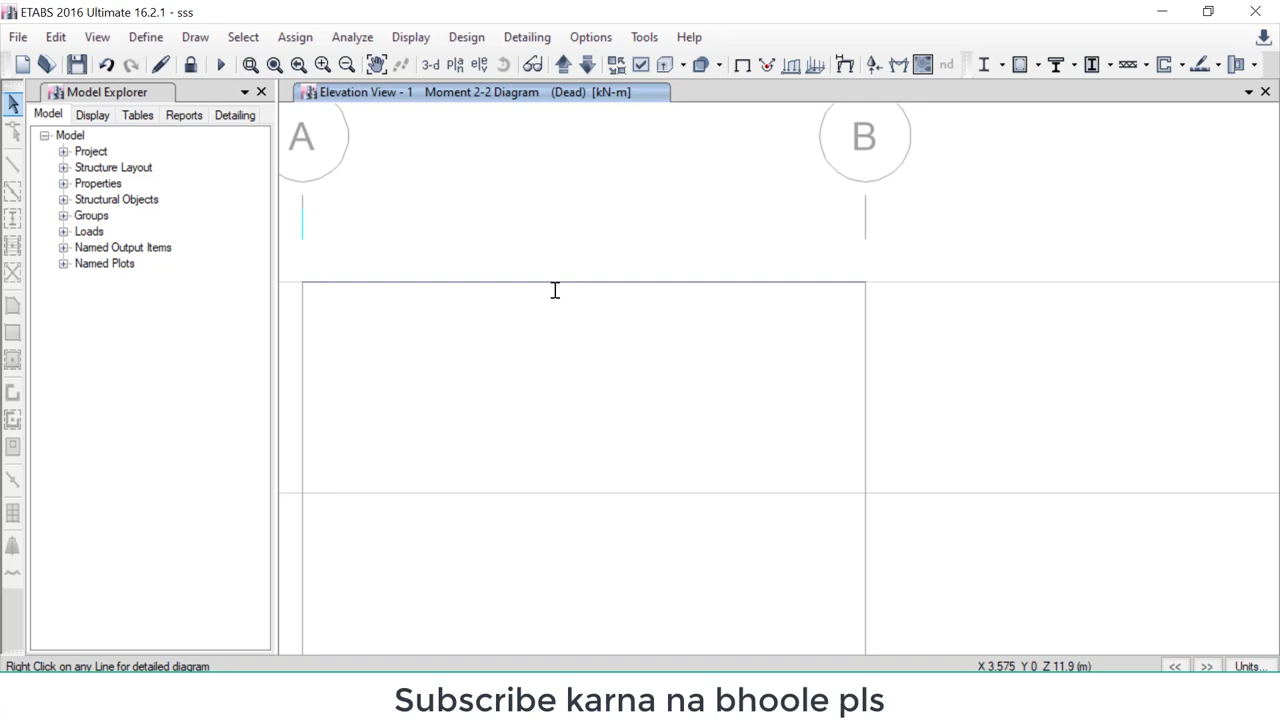 ETABS 2016 Ultimate 16.2.1 - sss
File Edit View Define Draw Select Assign Analyze Display Design Detailing Options Tools Help
3-d nd
Model Explorer
Elevation View - 1 Moment 2-2 Diagram (Dead) [kN-m]
Model Display Tables Reports Detailing
Model
Project
Structure Layout
Properties
Structural Objects
Groups
Loads
Named Output Items
Named Plots
A
B
Right Click on any Line for detailed diagram
X 3.575 Y 0 Z 11.9 (m)
<< >> Units...
Subscribe karna na bhoole pls